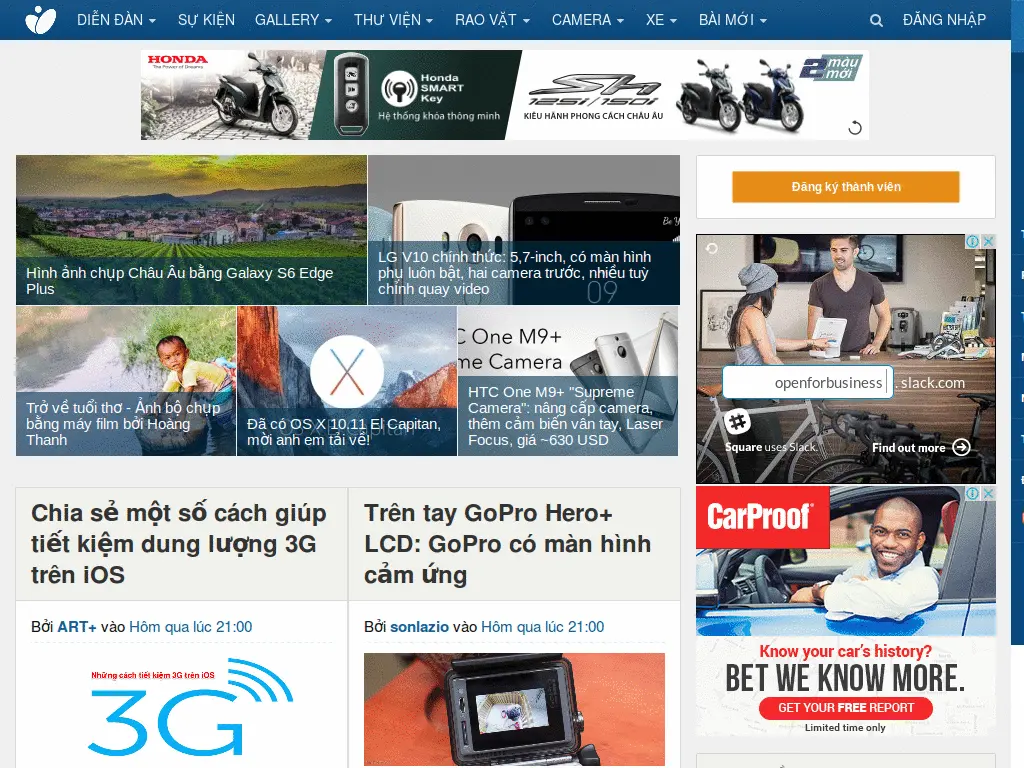 DIỄN ĐÀN SỰ KIỆN GALLERY THƯ VIỆN RAO VẶT CAMERA XE BÀI MỚI ĐĂNG NHẬP
HONDA
The Power of Dreams
Honda
SMART
Key
Hệ thống khóa thông minh
Sh
125i/150i
KIÊU HÃNH PHONG CÁCH CHÂU ÂU
2 màu
mới
Hình ảnh chụp Châu Âu bằng Galaxy S6 Edge
Plus
LG V10 chính thức: 5,7-inch, có màn hình
phụ luôn bật, hai camera trước, nhiều tuỳ
chỉnh quay video
09
Trở về tuổi thơ - Ảnh bộ chụp
bằng máy film bởi Hoàng
Thanh
Đã có OS X 10.11 El Capitan,
mời anh em tải về!
C One M9+
me Camera
HTC One M9+ "Supreme
Camera": nâng cấp camera,
thêm cảm biến vân tay, Laser
Focus, giá ~630 USD
Đăng ký thành viên
openforbusiness .slack.com
Square uses Slack.
Find out more
CarProof
Know your car's history?
BET WE KNOW MORE.
GET YOUR FREE REPORT
Limited time only
Chia sẻ một số cách giúp
tiết kiệm dung lượng 3G
trên iOS
Bởi ART+ vào Hôm qua lúc 21:00
Những cách tiết kiệm 3G trên iOS
3G
Trên tay GoPro Hero+
LCD: GoPro có màn hình
cảm ứng
Bởi sonlazio vào Hôm qua lúc 21:00